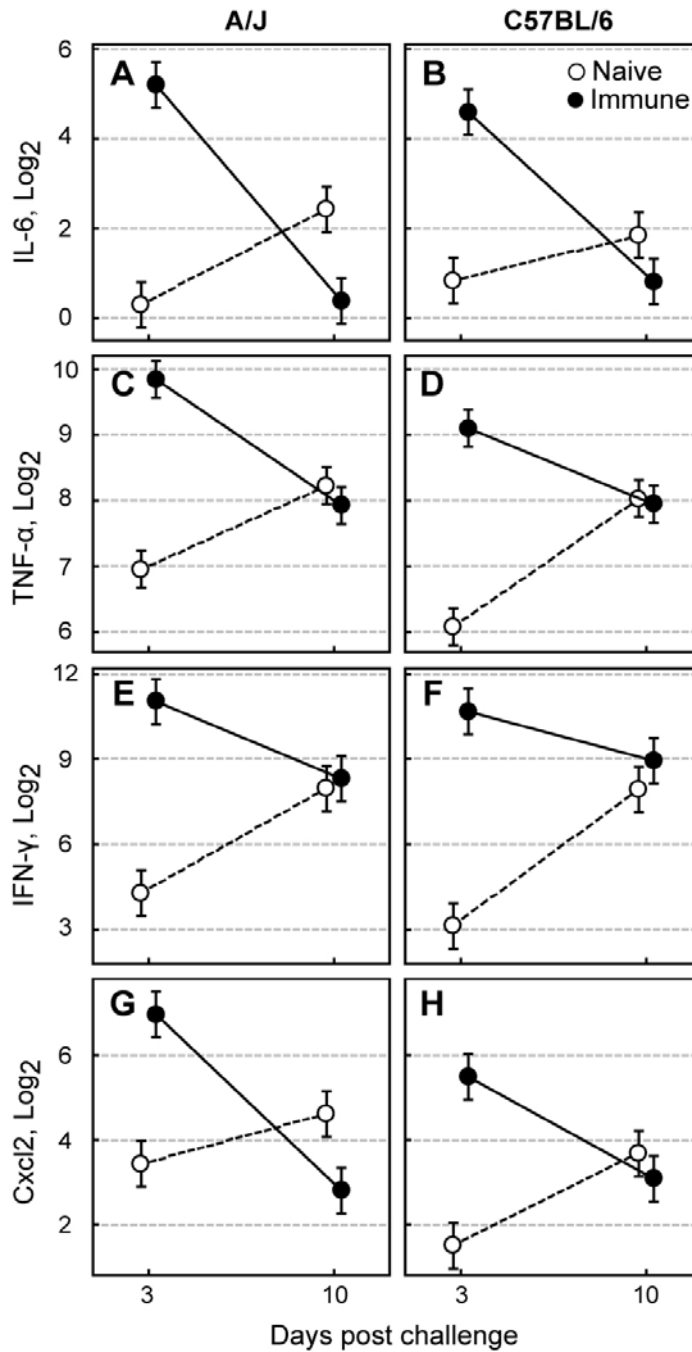 A/J C57BL/6
A B
Naive
Immune
IL-6, Log2
6
4
2
0
C D
TNF-α, Log2
10
9
8
7
6
E F
IFN-γ, Log2
12
9
6
3
G H
Cxcl2, Log2
6
4
2
3 10 3 10
Days post challenge